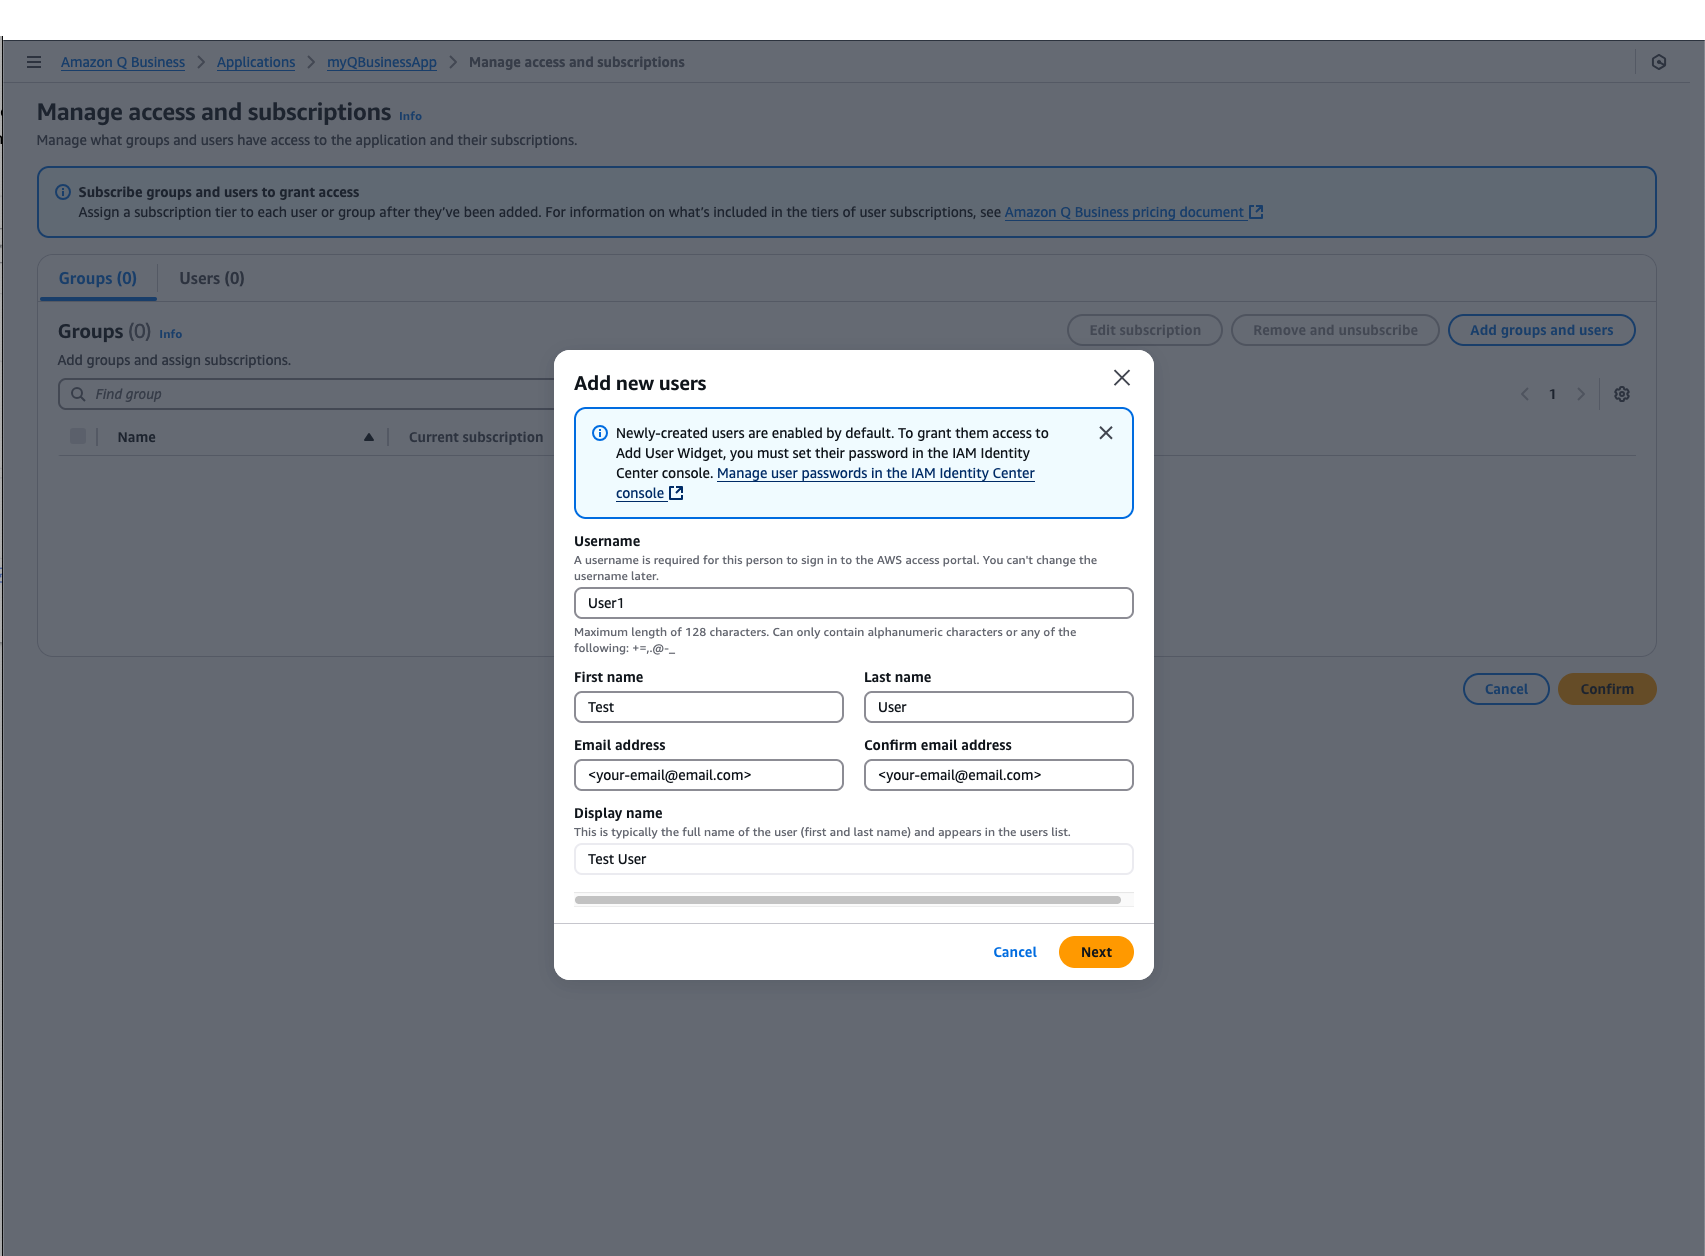 Amazon Q Business > Applications > myQBusinessApp > Manage access and subscriptions
Manage access and subscriptions Info
Manage what groups and users have access to the application and their subscriptions.
Subscribe groups and users to grant access
Assign a subscription tier to each user or group after they've been added. For information on what's included in the tiers of user subscriptions, see Amazon Q Business pricing document
Groups (0) Users (0)
Groups (0) Info
Edit subscription Remove and unsubscribe Add groups and users
Add groups and assign subscriptions.
Find group
1
Name Current subscription
Add new users
Newly-created users are enabled by default. To grant them access to
Add User Widget, you must set their password in the IAM Identity
Center console. Manage user passwords in the IAM Identity Center
console
Username
A username is required for this person to sign in to the AWS access portal. You can't change the
username later.
User1
Maximum length of 128 characters. Can only contain alphanumeric characters or any of the
following: +=,.@-_
First name Last name
Test User
Email address Confirm email address
<your-email@email.com> <your-email@email.com>
Display name
This is typically the full name of the user (first and last name) and appears in the users list.
Test User
Cancel Next
Cancel Confirm